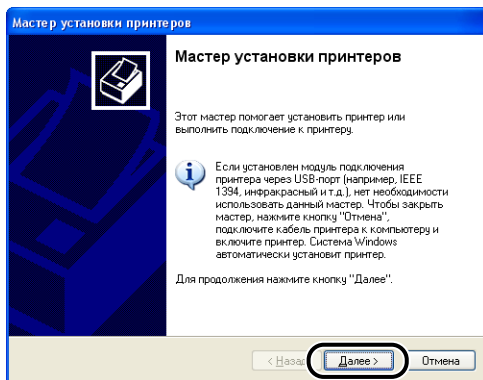 Мастер установки принтеров
Мастер установки принтеров
Этот мастер помогает установить принтер или
выполнить подключение к принтеру.
Если установлен модуль подключения
принтера через USB-порт (например, IEEE
1394, инфракрасный и т.д.), нет необходимости
использовать данный мастер. Чтобы закрыть
мастер, нажмите кнопку "Отмена",
подключите кабель принтера к компьютеру и
включите принтер. Система Windows
автоматически установит принтер.
Для продолжения нажмите кнопку "Далее".
< Назад Далее > Отмена